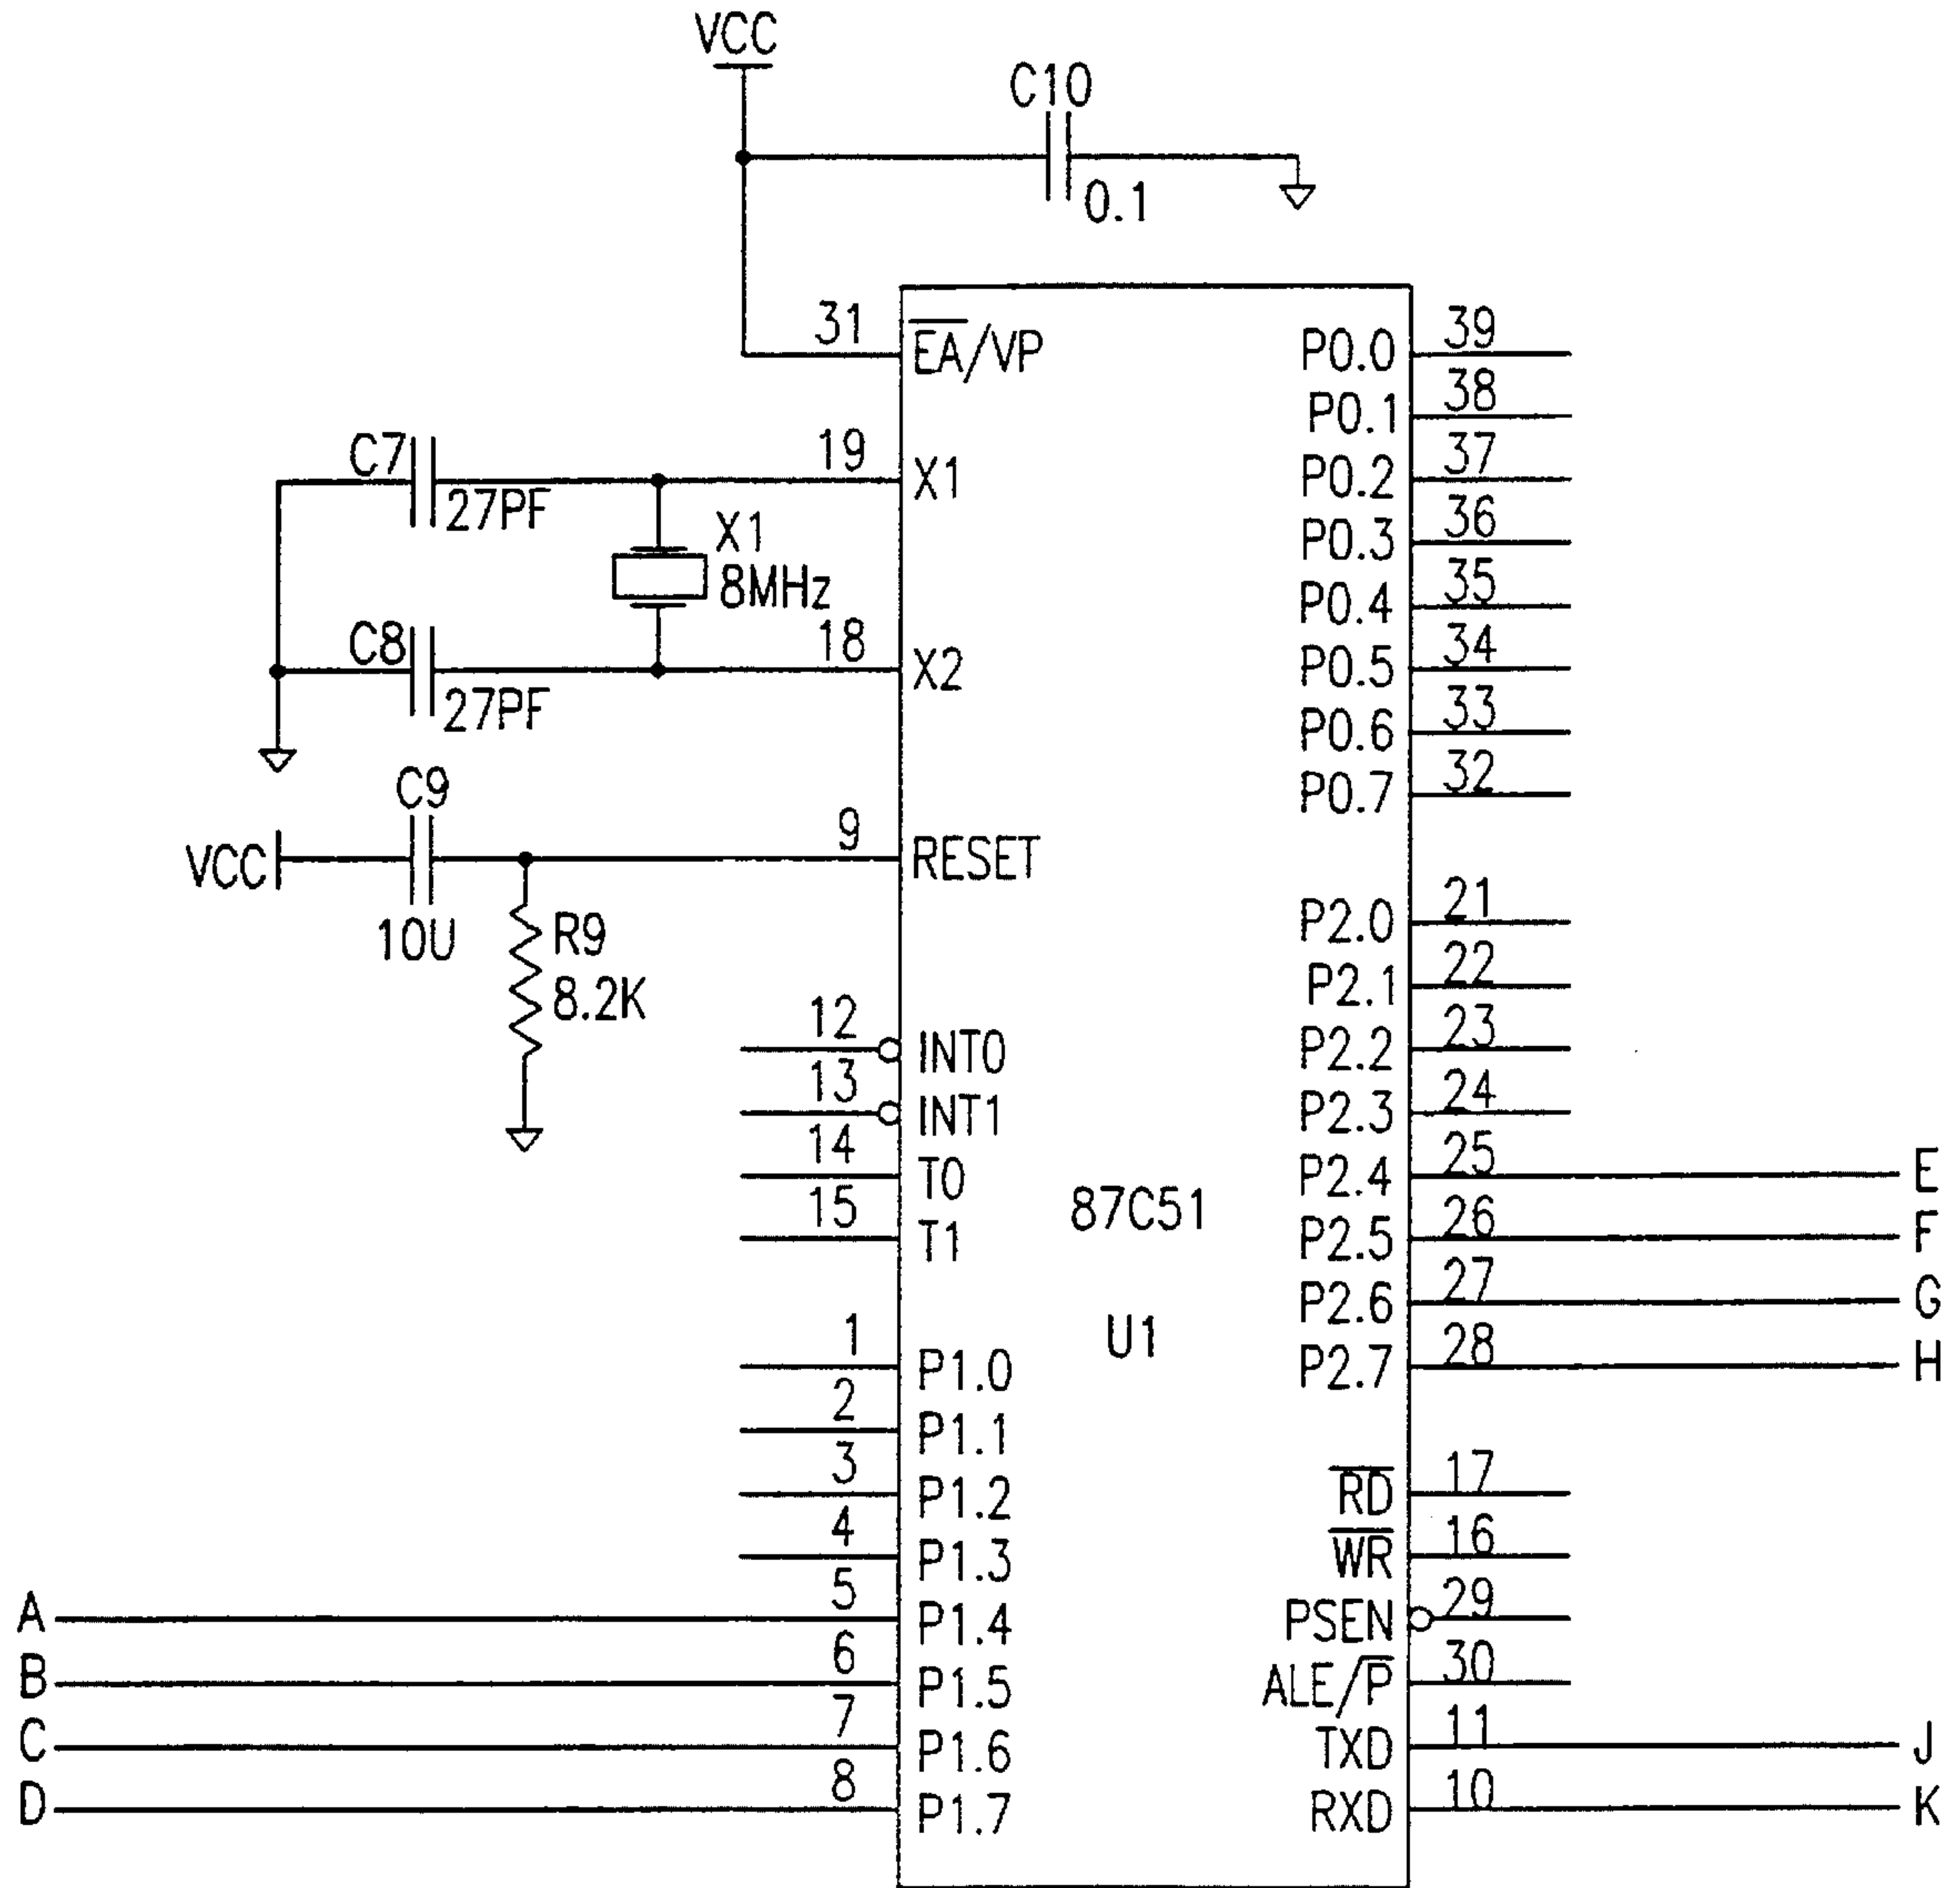 VCC
C10
0.1
31 E̅A̅/VP
P0.0 39
P0.1 38
C7
27PF
19 X1
P0.2 37
X1
8MHz
P0.3 36
P0.4 35
C8
27PF
18 X2
P0.5 34
P0.6 33
P0.7 32
C9
VCC
10U
9 RESET
R9
8.2K
P2.0 21
P2.1 22
12 INT0
P2.2 23
13 INT1
P2.3 24
14 T0
P2.4 25 E
15 T1
87C51
P2.5 26 F
P2.6 27 G
U1
1 P1.0
P2.7 28 H
2 P1.1
3 P1.2
R̅D̅ 17
4 P1.3
W̅R̅ 16
A 5 P1.4
PSEN 29
B 6 P1.5
ALE/P̅ 30
C 7 P1.6
TXD 11 J
D 8 P1.7
RXD 10 K